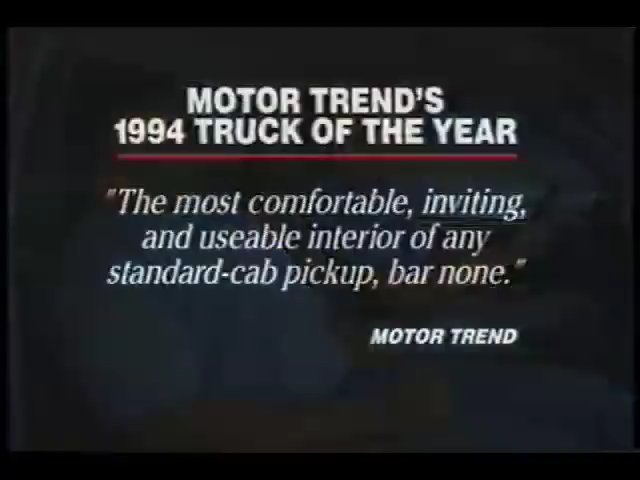 MOTOR TREND'S
1994 TRUCK OF THE YEAR
"The most comfortable, inviting,
and useable interior of any
standard-cab pickup, bar none."
MOTOR TREND